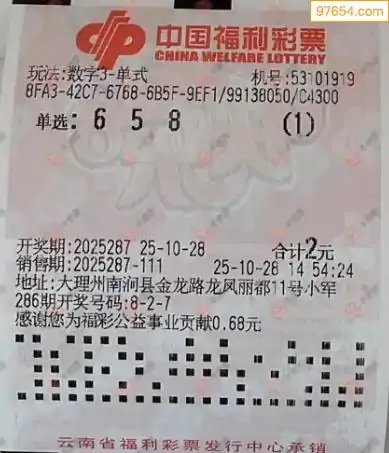 97654.com
中国福利彩票
CHINA WELFARE LOTTERY
玩法:数字3-单式 机号:53101919
8FA3-42C7-6768-6B5F-9EF1/99138050/C4300
单选: 6 5 8 (1)
开奖期:2025287 25-10-28 合计2元
销售期:2025287-111 25-10-28 14:54:24
地址:大理州南涧县金龙路龙凤丽都11号小军
286期开奖号码:8-2-7
感谢您为福彩公益事业贡献0.68元
云南省福利彩票发行中心承销